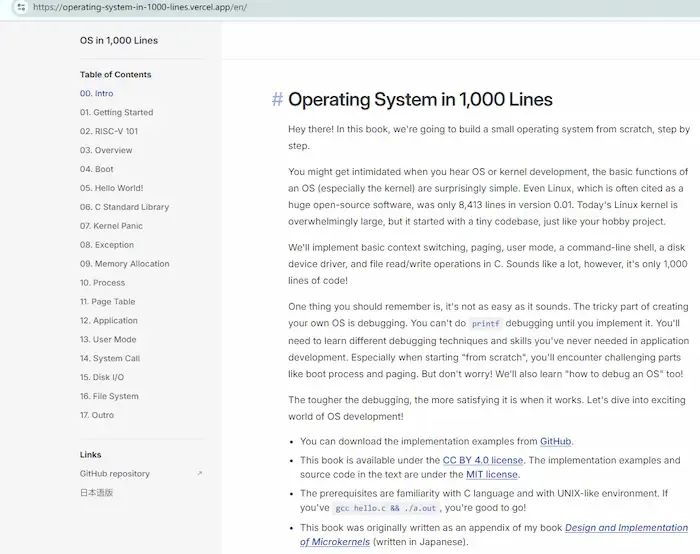 https://operating-system-in-1000-lines.vercel.app/en/
OS in 1,000 Lines
Table of Contents
00. Intro
01. Getting Started
02. RISC-V 101
03. Overview
04. Boot
05. Hello World!
06. C Standard Library
07. Kernel Panic
08. Exception
09. Memory Allocation
10. Process
11. Page Table
12. Application
13. User Mode
14. System Call
15. Disk I/O
16. File System
17. Outro
Links
GitHub repository ↗
日本語版
# Operating System in 1,000 Lines
Hey there! In this book, we're going to build a small operating system from scratch, step by
step.
You might get intimidated when you hear OS or kernel development, the basic functions of
an OS (especially the kernel) are surprisingly simple. Even Linux, which is often cited as a
huge open-source software, was only 8,413 lines in version 0.01. Today's Linux kernel is
overwhelmingly large, but it started with a tiny codebase, just like your hobby project.
We'll implement basic context switching, paging, user mode, a command-line shell, a disk
device driver, and file read/write operations in C. Sounds like a lot, however, it's only 1,000
lines of code!
One thing you should remember is, it's not as easy as it sounds. The tricky part of creating
your own OS is debugging. You can't do printf debugging until you implement it. You'll
need to learn different debugging techniques and skills you've never needed in application
development. Especially when starting "from scratch", you'll encounter challenging parts
like boot process and paging. But don't worry! We'll also learn "how to debug an OS" too!
The tougher the debugging, the more satisfying it is when it works. Let's dive into exciting
world of OS development!
• You can download the implementation examples from GitHub.
• This book is available under the CC BY 4.0 license. The implementation examples and
source code in the text are under the MIT license.
• The prerequisites are familiarity with C language and with UNIX-like environment. If
you've gcc hello.c && ./a.out, you're good to go!
• This book was originally written as an appendix of my book Design and Implementation
of Microkernels (written in Japanese).